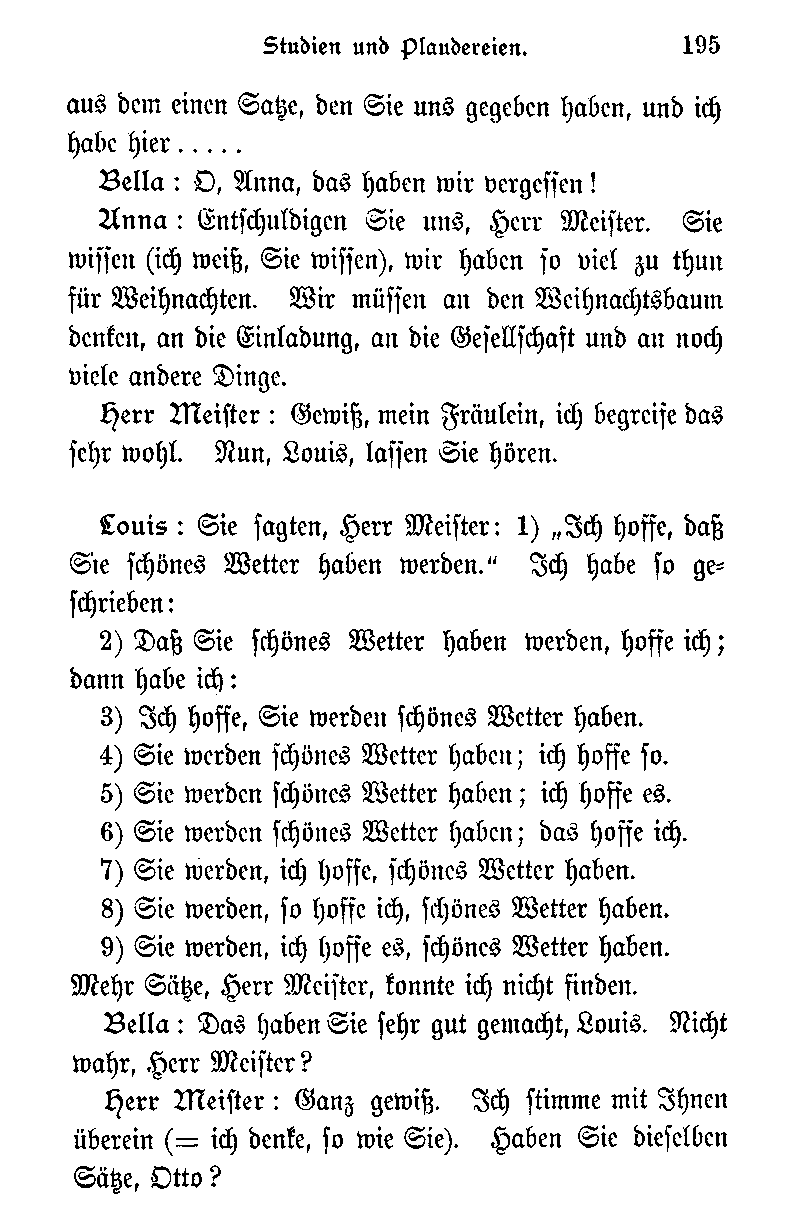 Studien und Plaudereien. 195
aus dem einen Satze, den Sie uns gegeben haben, und ich
habe hier . . . . .
Bella : O, Anna, das haben wir vergessen!
Anna : Entschuldigen Sie uns, Herr Meister. Sie
wissen (ich weiß, Sie wissen), wir haben so viel zu thun
für Weihnachten. Wir müssen an den Weihnachtsbaum
denken, an die Einladung, an die Gesellschaft und an noch
viele andere Dinge.
Herr Meister : Gewiß, mein Fräulein, ich begreife das
sehr wohl. Nun, Louis, lassen Sie hören.
Louis : Sie sagten, Herr Meister: 1) „Ich hoffe, daß
Sie schönes Wetter haben werden.“ Ich habe so ge-
schrieben:
2) Daß Sie schönes Wetter haben werden, hoffe ich;
dann habe ich:
3) Ich hoffe, Sie werden schönes Wetter haben.
4) Sie werden schönes Wetter haben; ich hoffe so.
5) Sie werden schönes Wetter haben; ich hoffe es.
6) Sie werden schönes Wetter haben; das hoffe ich.
7) Sie werden, ich hoffe, schönes Wetter haben.
8) Sie werden, so hoffe ich, schönes Wetter haben.
9) Sie werden, ich hoffe es, schönes Wetter haben.
Mehr Sätze, Herr Meister, konnte ich nicht finden.
Bella : Das haben Sie sehr gut gemacht, Louis. Nicht
wahr, Herr Meister?
Herr Meister : Ganz gewiß. Ich stimme mit Ihnen
überein (= ich denke, so wie Sie). Haben Sie dieselben
Sätze, Otto?